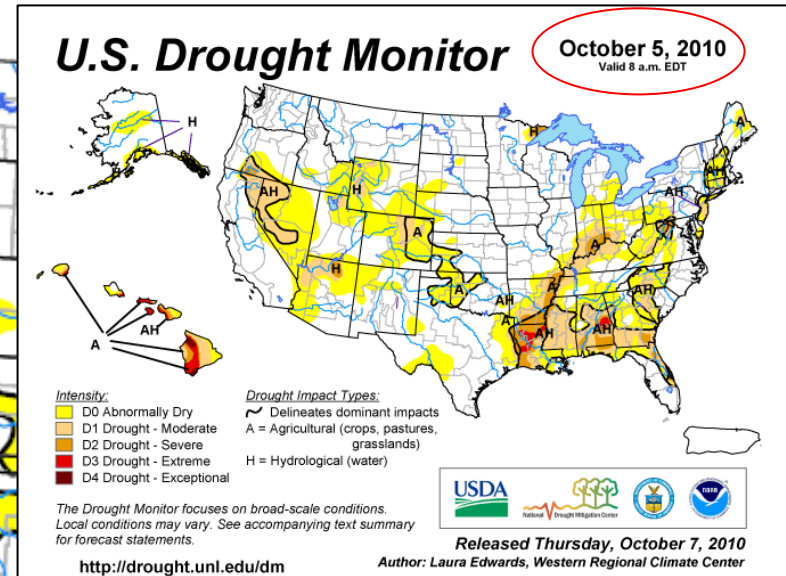 U.S. Drought Monitor
October 5, 2010
Valid 8 a.m. EDT
H
H
A
AH
AH
H
AH
A
A
H
A
A
AH
AH
A
AH
AH
A
AH
H
Intensity:
D0 Abnormally Dry
D1 Drought - Moderate
D2 Drought - Severe
D3 Drought - Extreme
D4 Drought - Exceptional
Drought Impact Types:
Delineates dominant impacts
A = Agricultural (crops, pastures,
grasslands)
H = Hydrological (water)
The Drought Monitor focuses on broad-scale conditions.
Local conditions may vary. See accompanying text summary
for forecast statements.
http://drought.unl.edu/dm
USDA
National Drought Mitigation Center
NOAA
Released Thursday, October 7, 2010
Author: Laura Edwards, Western Regional Climate Center